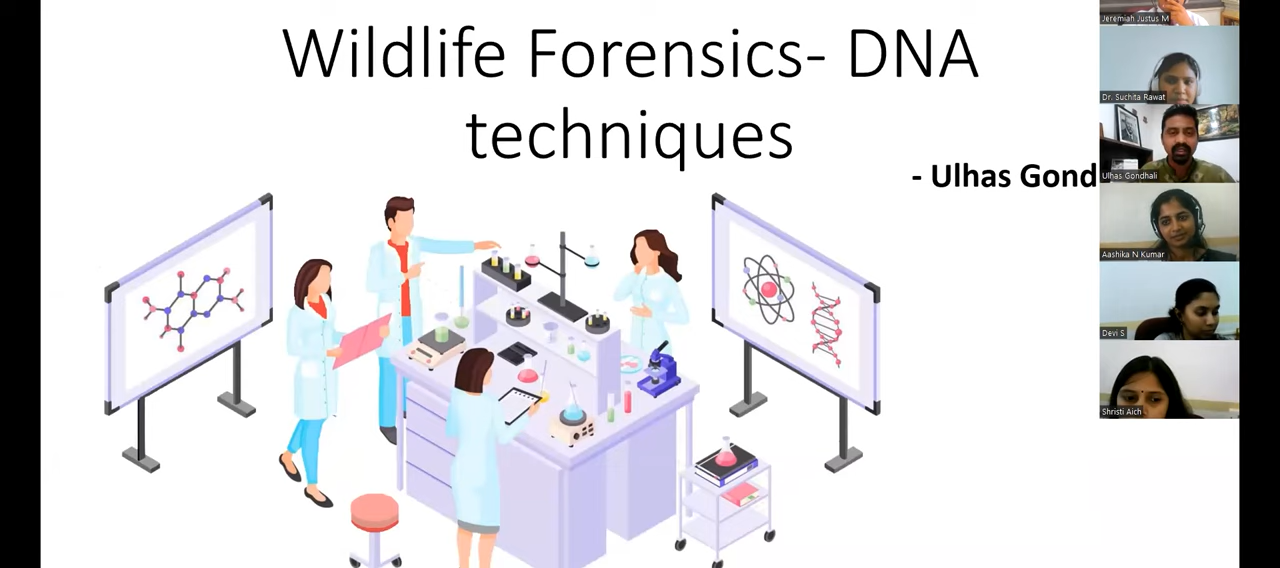 Wildlife Forensics- DNA
techniques
- Ulhas Gond
Jeremiah Justus M
Dr. Suchita Rawat
Ulhas Gondhali
Aashika N Kumar
Devi S
Shristi Aich